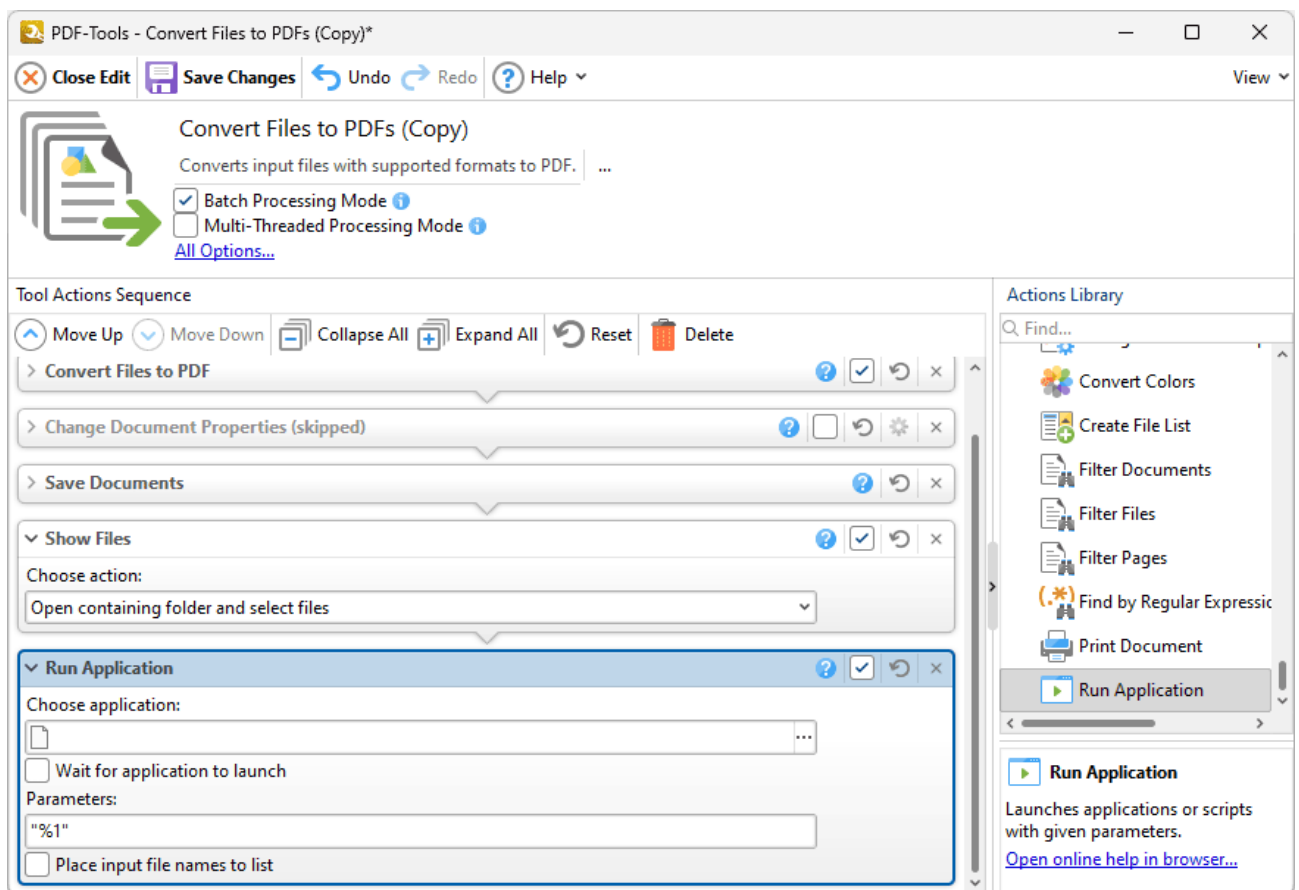 PDF-Tools - Convert Files to PDFs (Copy)*
Close Edit Save Changes Undo Redo Help View
Convert Files to PDFs (Copy)
Converts input files with supported formats to PDF. ...
Batch Processing Mode
Multi-Threaded Processing Mode
All Options...
Tool Actions Sequence
Move Up Move Down Collapse All Expand All Reset Delete
Convert Files to PDF
Change Document Properties (skipped)
Save Documents
Show Files
Choose action:
Open containing folder and select files
Run Application
Choose application:
...
Wait for application to launch
Parameters:
"%1"
Place input file names to list
Actions Library
Find...
Convert Colors
Create File List
Filter Documents
Filter Files
Filter Pages
(.*) Find by Regular Expressic
Print Document
Run Application
Run Application
Launches applications or scripts
with given parameters.
Open online help in browser...